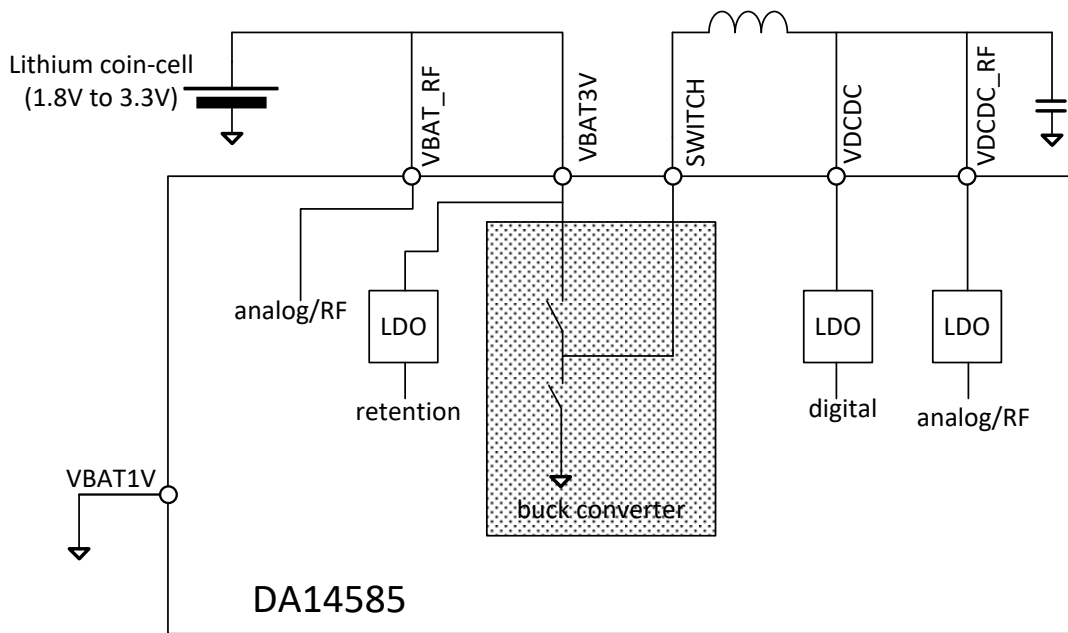 Lithium coin-cell
(1.8V to 3.3V)
VBAT_RF
VBAT3V
SWITCH
VDCDC
VDCDC_RF
analog/RF
LDO
retention
LDO
digital
LDO
analog/RF
VBAT1V
buck converter
DA14585